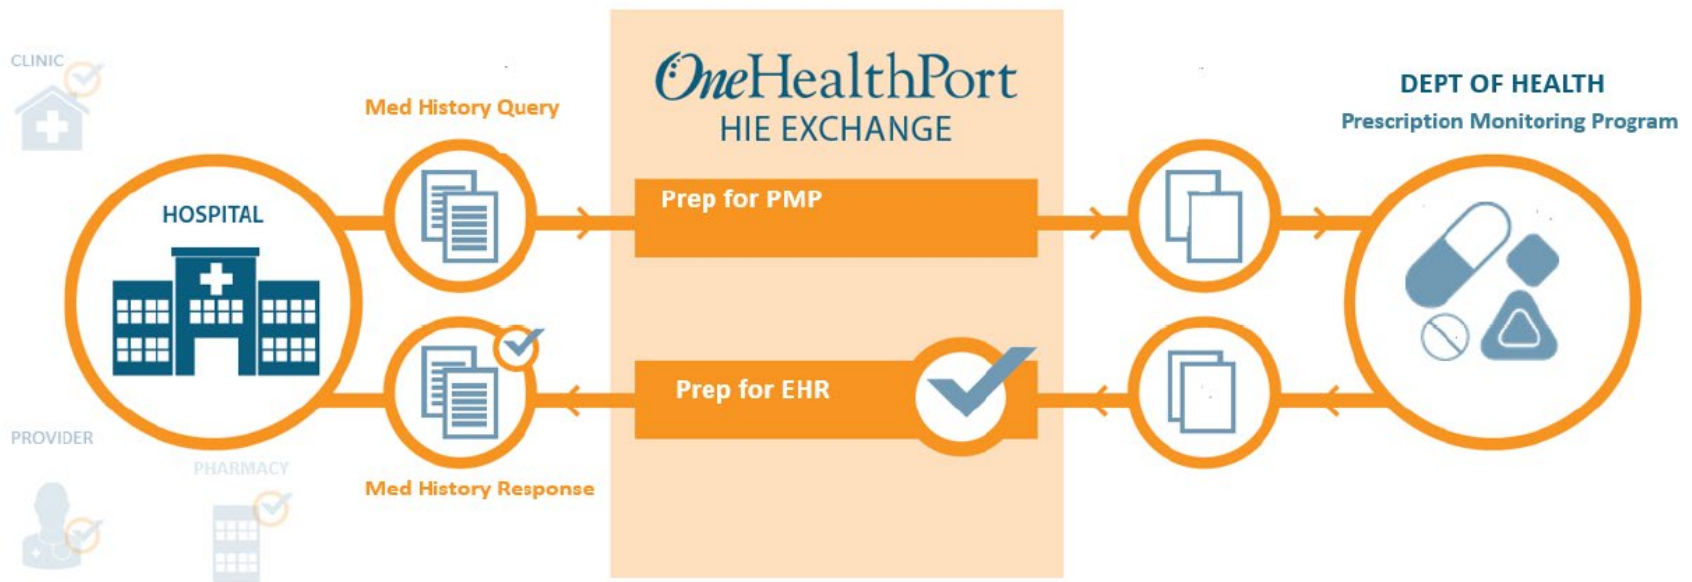 CLINIC
Med History Query
HOSPITAL
OneHealthPort
HIE EXCHANGE
Prep for PMP
DEPT OF HEALTH
Prescription Monitoring Program
Prep for EHR
PROVIDER
PHARMACY
Med History Response